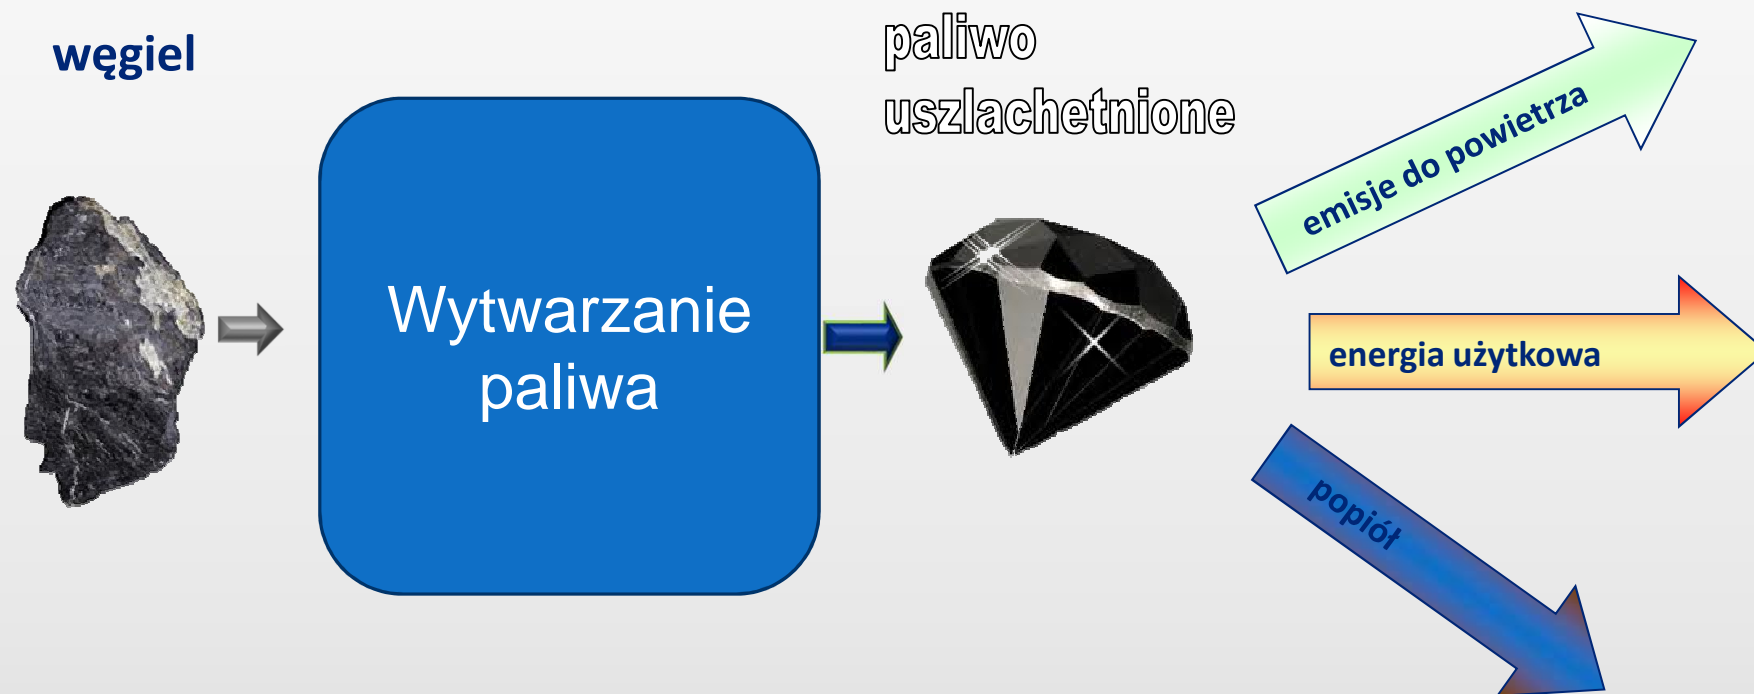 węgiel
paliwo
uszlachetnione
Wytwarzanie
paliwa
emisje do powietrza
energia użytkowa
popiół